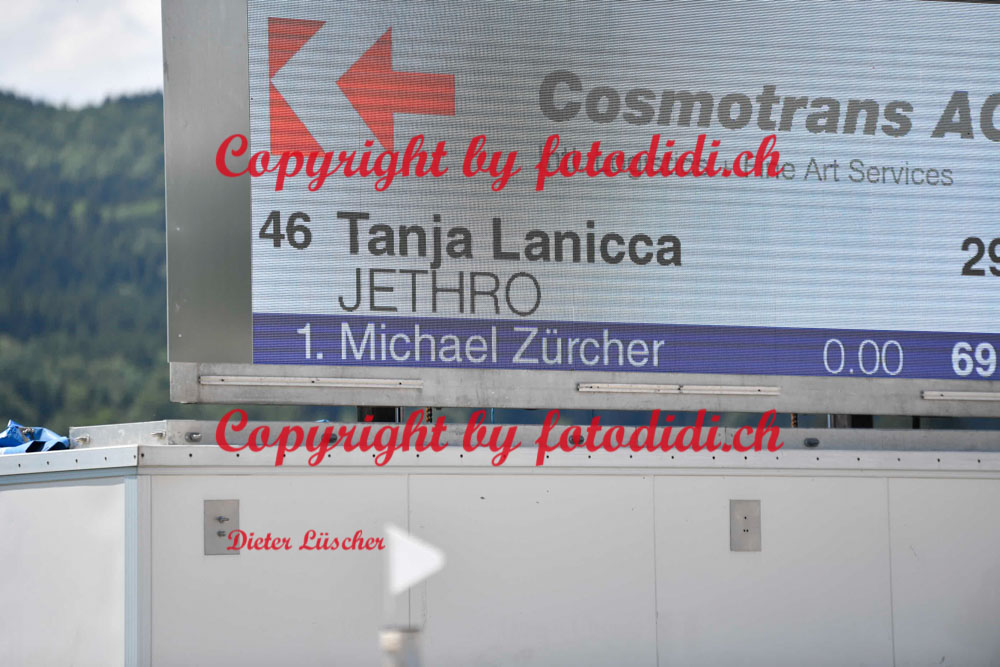 Cosmotrans AG
Copyright by fotodidi.ch
Fine Art Services
46 Tanja Lanicca 29
JETHRO
1. Michael Zürcher 0.00 69
Copyright by fotodidi.ch
Dieter Lüscher